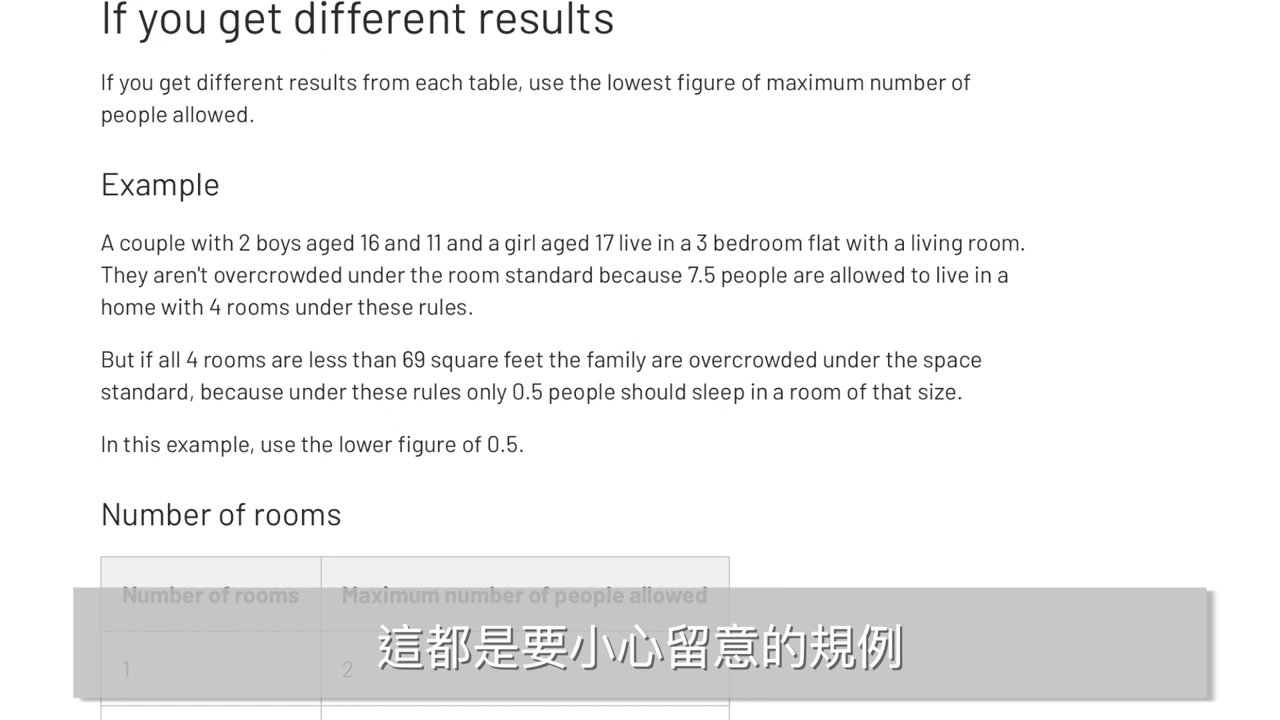 If you get different results
If you get different results from each table, use the lowest figure of maximum number of
people allowed.
Example
A couple with 2 boys aged 16 and 11 and a girl aged 17 live in a 3 bedroom flat with a living room.
They aren't overcrowded under the room standard because 7.5 people are allowed to live in a
home with 4 rooms under these rules.
But if all 4 rooms are less than 69 square feet the family are overcrowded under the space
standard, because under these rules only 0.5 people should sleep in a room of that size.
In this example, use the lower figure of 0.5.
Number of rooms
Number of rooms Maximum number of people allowed
1 2
這都是要小心留意的規例